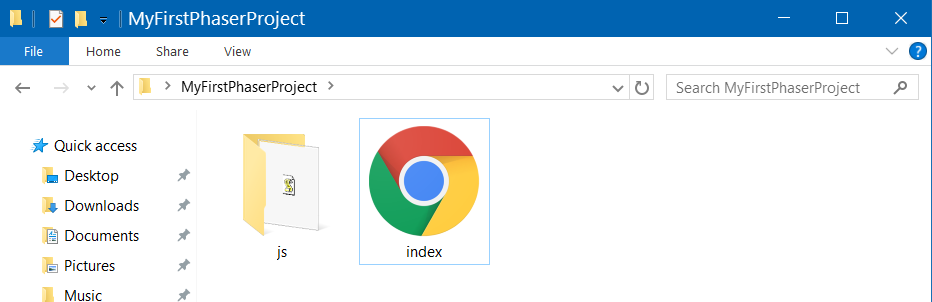 MyFirstPhaserProject
File Home Share View
MyFirstPhaserProject Search MyFirstPhaserProject
Quick access
Desktop
Downloads
Documents
Pictures
Music
js index